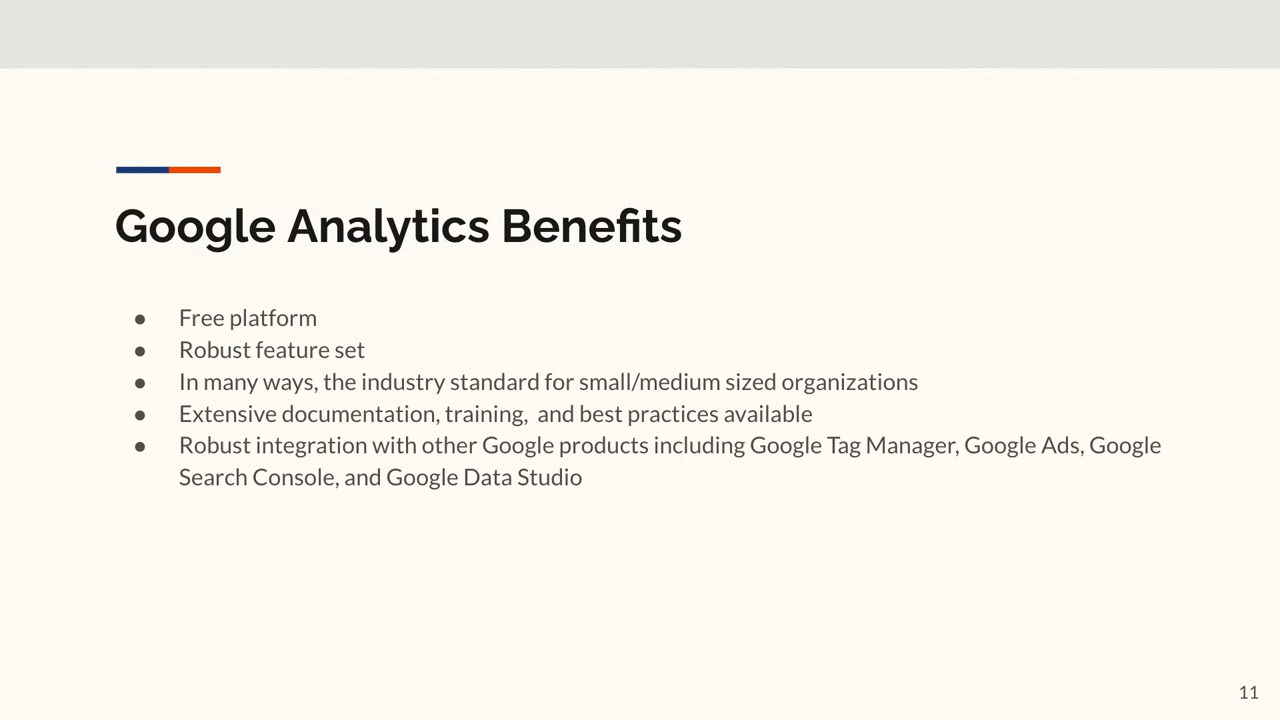 Google Analytics Benefits
● Free platform
● Robust feature set
● In many ways, the industry standard for small/medium sized organizations
● Extensive documentation, training,  and best practices available
● Robust integration with other Google products including Google Tag Manager, Google Ads, Google
Search Console, and Google Data Studio
11